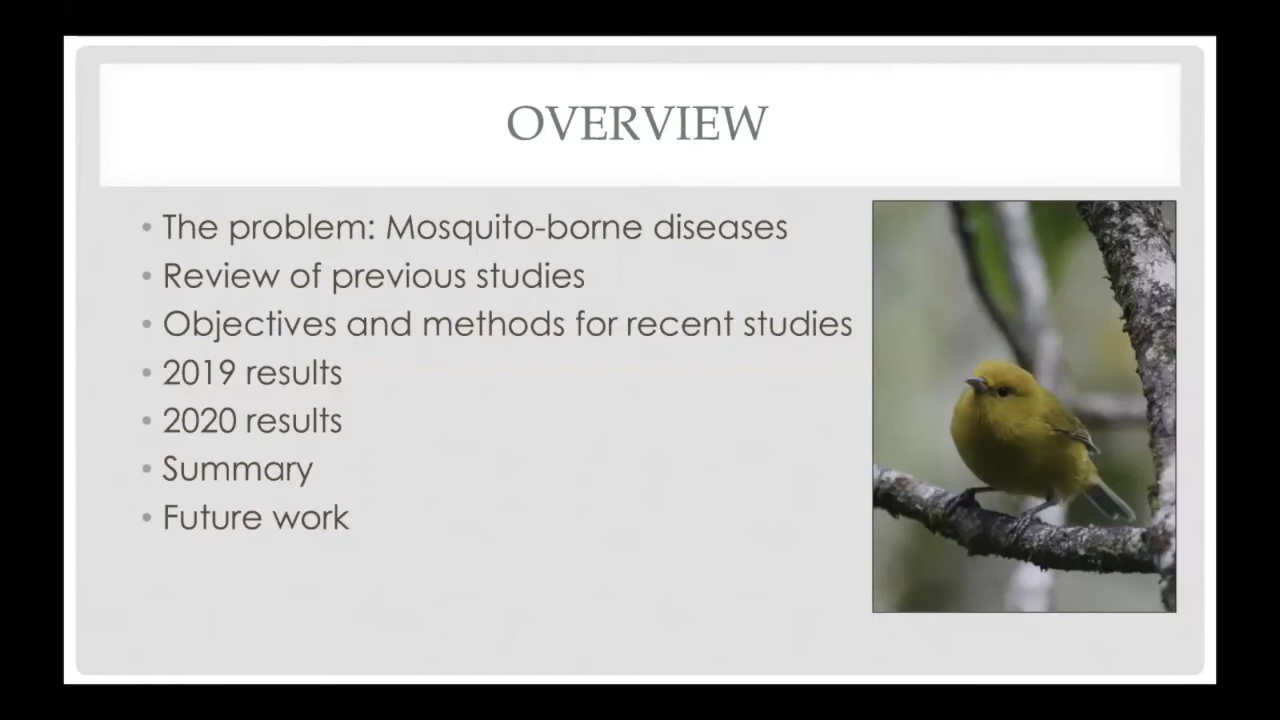 OVERVIEW
• The problem: Mosquito-borne diseases
• Review of previous studies
• Objectives and methods for recent studies
• 2019 results
• 2020 results
• Summary
• Future work